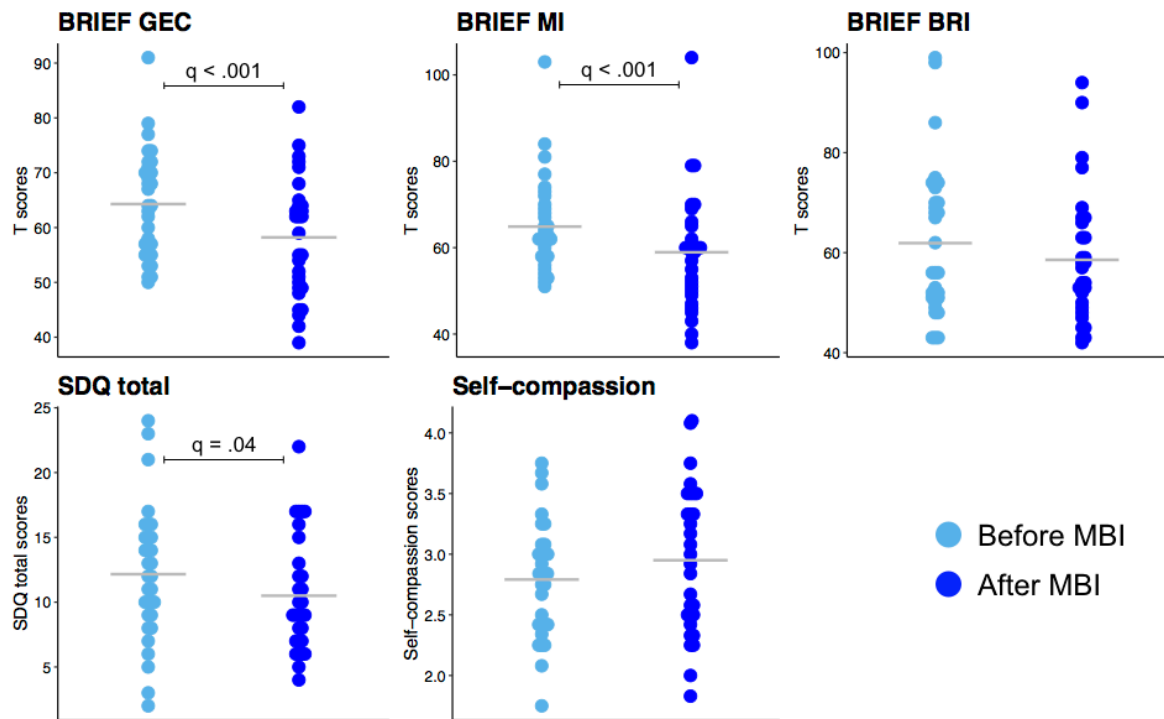 BRIEF GEC
90
80
70
60
50
40
T scores
q < .001
BRIEF MI
100
80
60
40
T scores
q < .001
BRIEF BRI
100
80
60
40
T scores
SDQ total
25
20
15
10
5
SDQ total scores
q = .04
Self−compassion
4.0
3.5
3.0
2.5
2.0
Self−compassion scores
Before MBI
After MBI